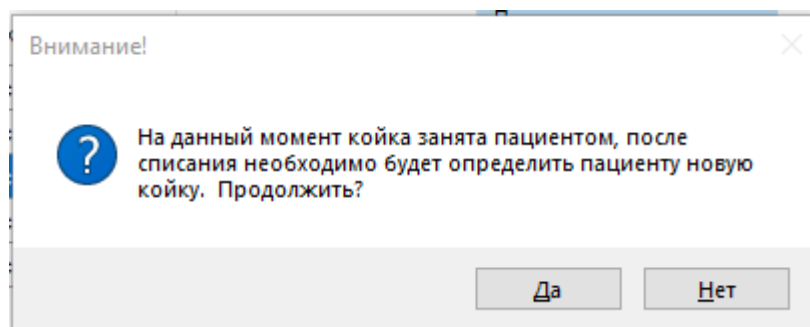 Внимание!
На данный момент койка занята пациентом, после
списания необходимо будет определить пациенту новую
койку.  Продолжить?
Да
Нет